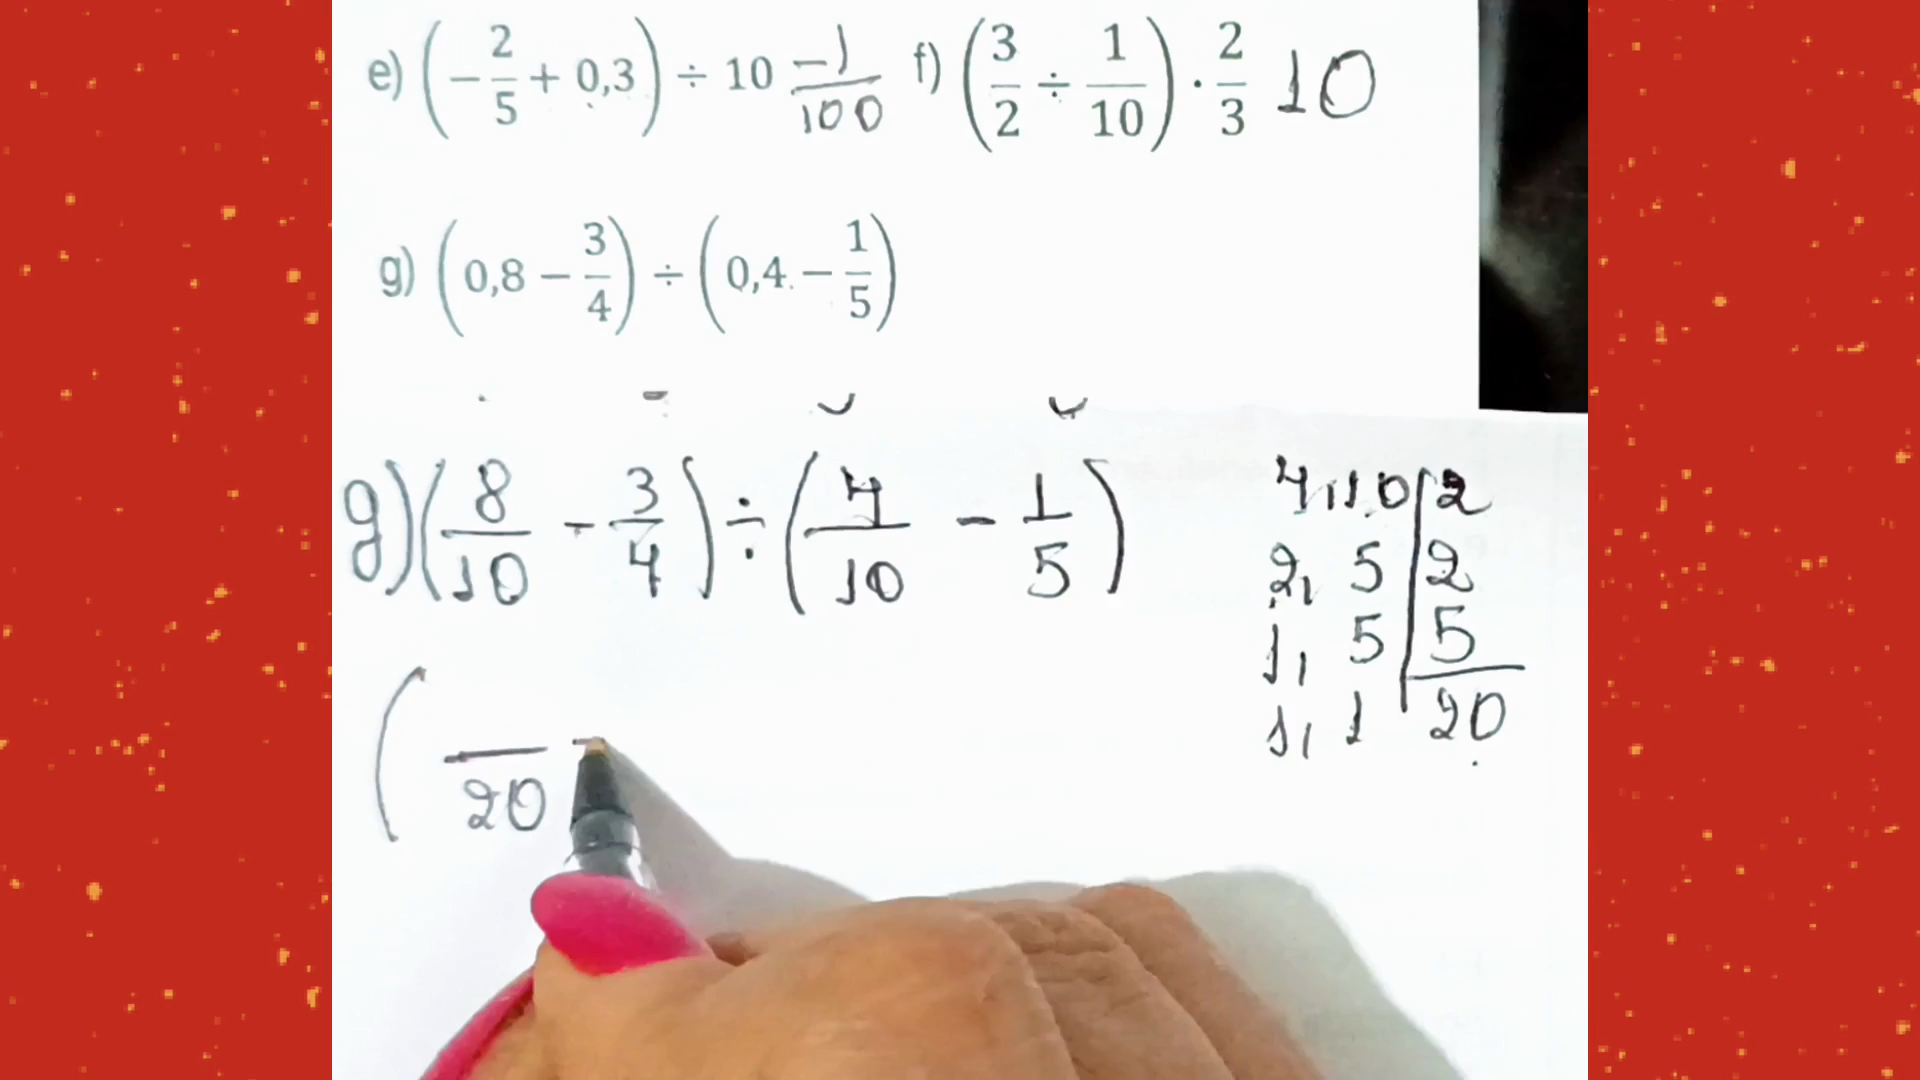 e) (-2/5 + 0,3) ÷ 10 -1/100 f) (3/2 ÷ 1/10) · 2/3 10
g) (0,8 - 3/4) ÷ (0,4 - 1/5)
g) (8/10 - 3/4) ÷ (4/10 - 1/5)
4, 10 | 2
2, 5 | 2
1, 5 | 5
1, 1 | 20
( /20 -